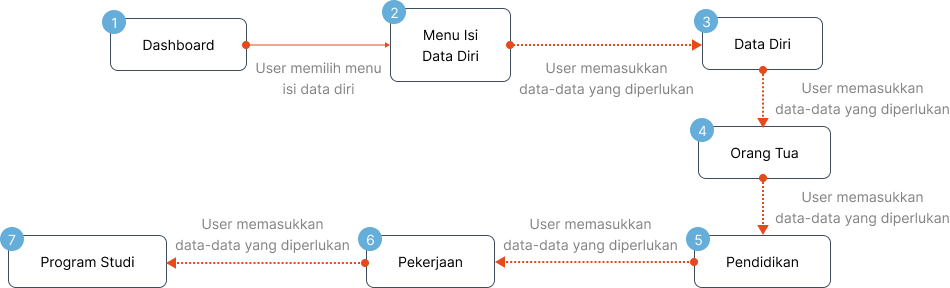 1
Dashboard
User memilih menu
isi data diri
2
Menu Isi
Data Diri
User memasukkan
data-data yang diperlukan
3
Data Diri
User memasukkan
data-data yang diperlukan
4
Orang Tua
User memasukkan
data-data yang diperlukan
5
Pendidikan
User memasukkan
data-data yang diperlukan
6
Pekerjaan
User memasukkan
data-data yang diperlukan
7
Program Studi